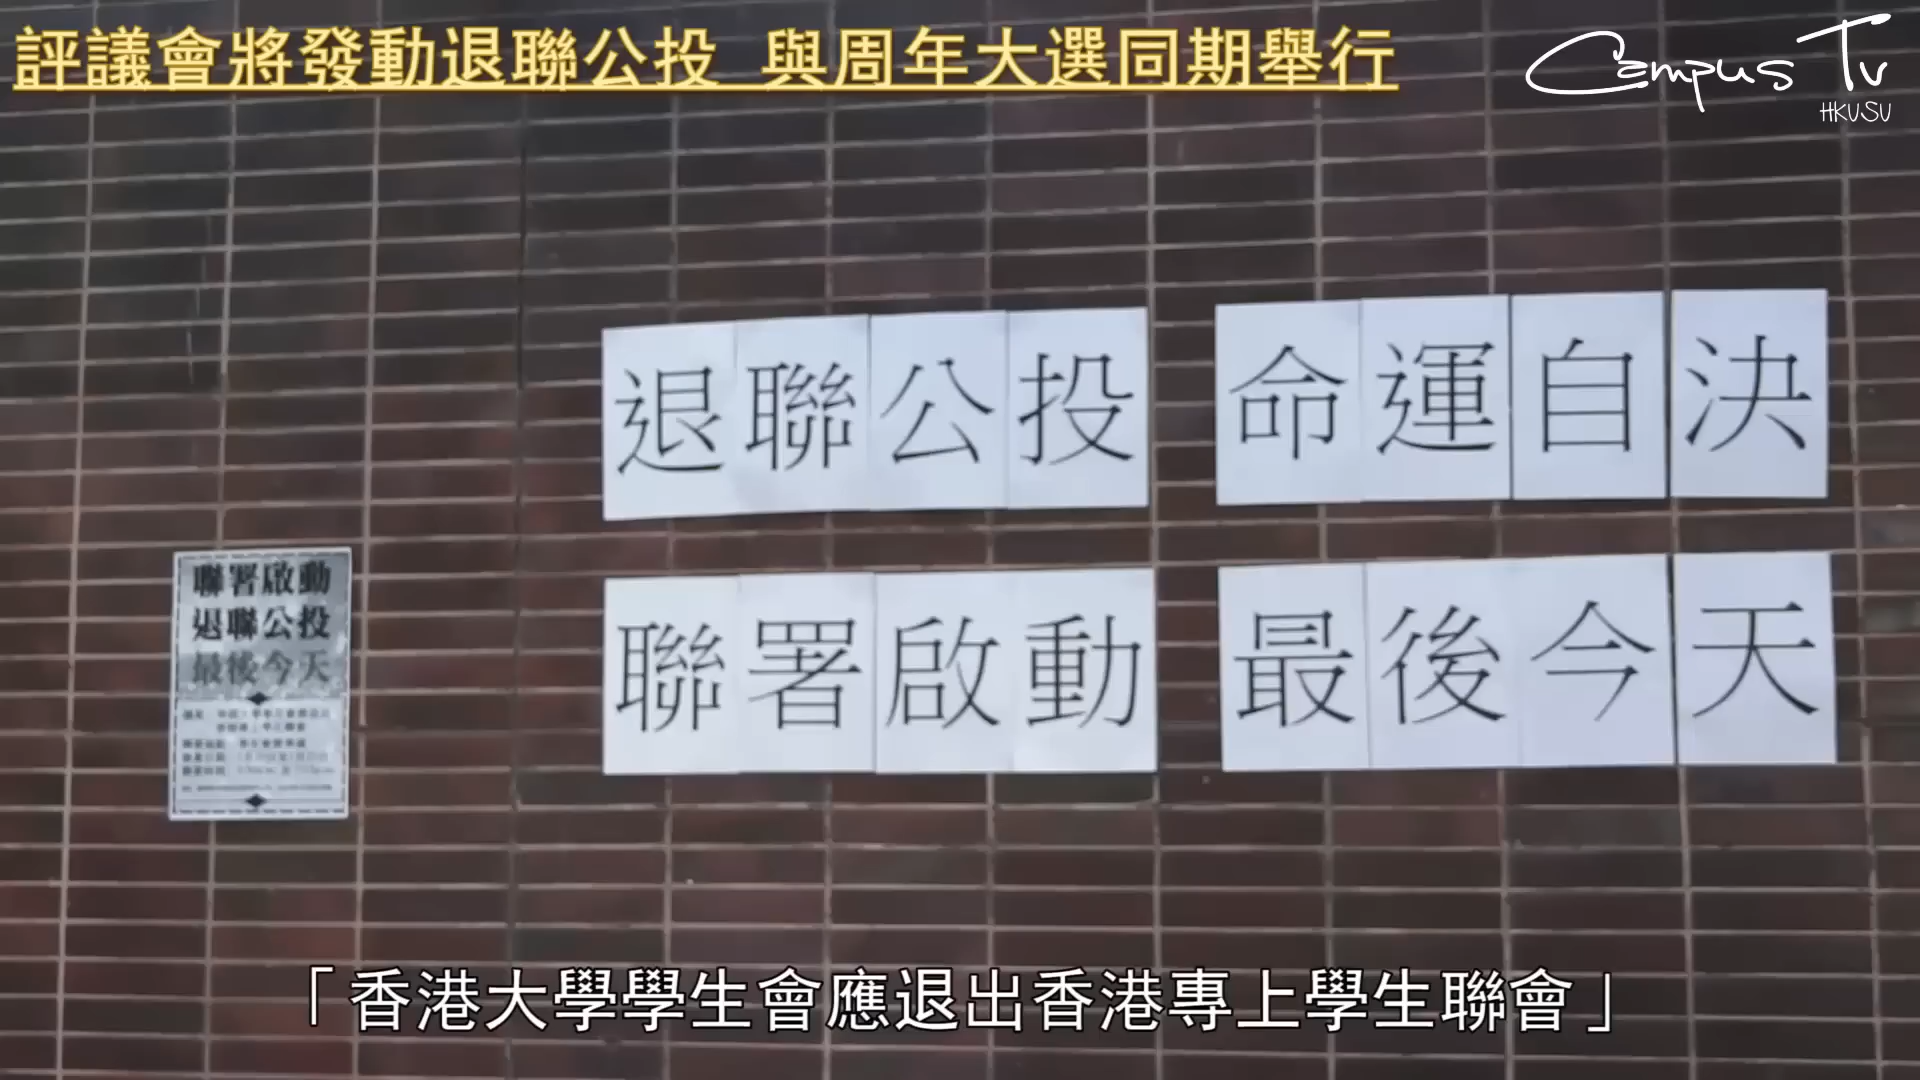 評議會將發動退聯公投 與周年大選同期舉行
Campus Tv
HKUSU
退聯公投 命運自決
聯署啟動 最後今天
聯署啟動
退聯公投
最後今天
「香港大學學生會應退出香港專上學生聯會」